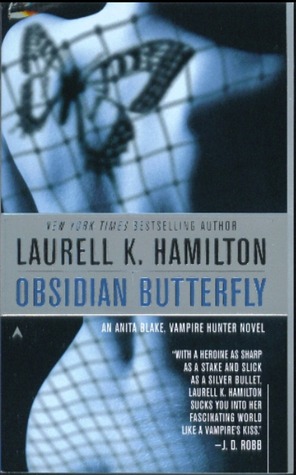 NEW YORK TIMES BESTSELLING AUTHOR
LAURELL K. HAMILTON
OBSIDIAN BUTTERFLY
AN ANITA BLAKE, VAMPIRE HUNTER NOVEL
"WITH A HEROINE AS SHARP
AS A STAKE AND SLICK
AS A SILVER BULLET,
LAURELL K. HAMILTON
SUCKS YOU INTO HER
FASCINATING WORLD
LIKE A VAMPIRE'S KISS."
—J. D. ROBB